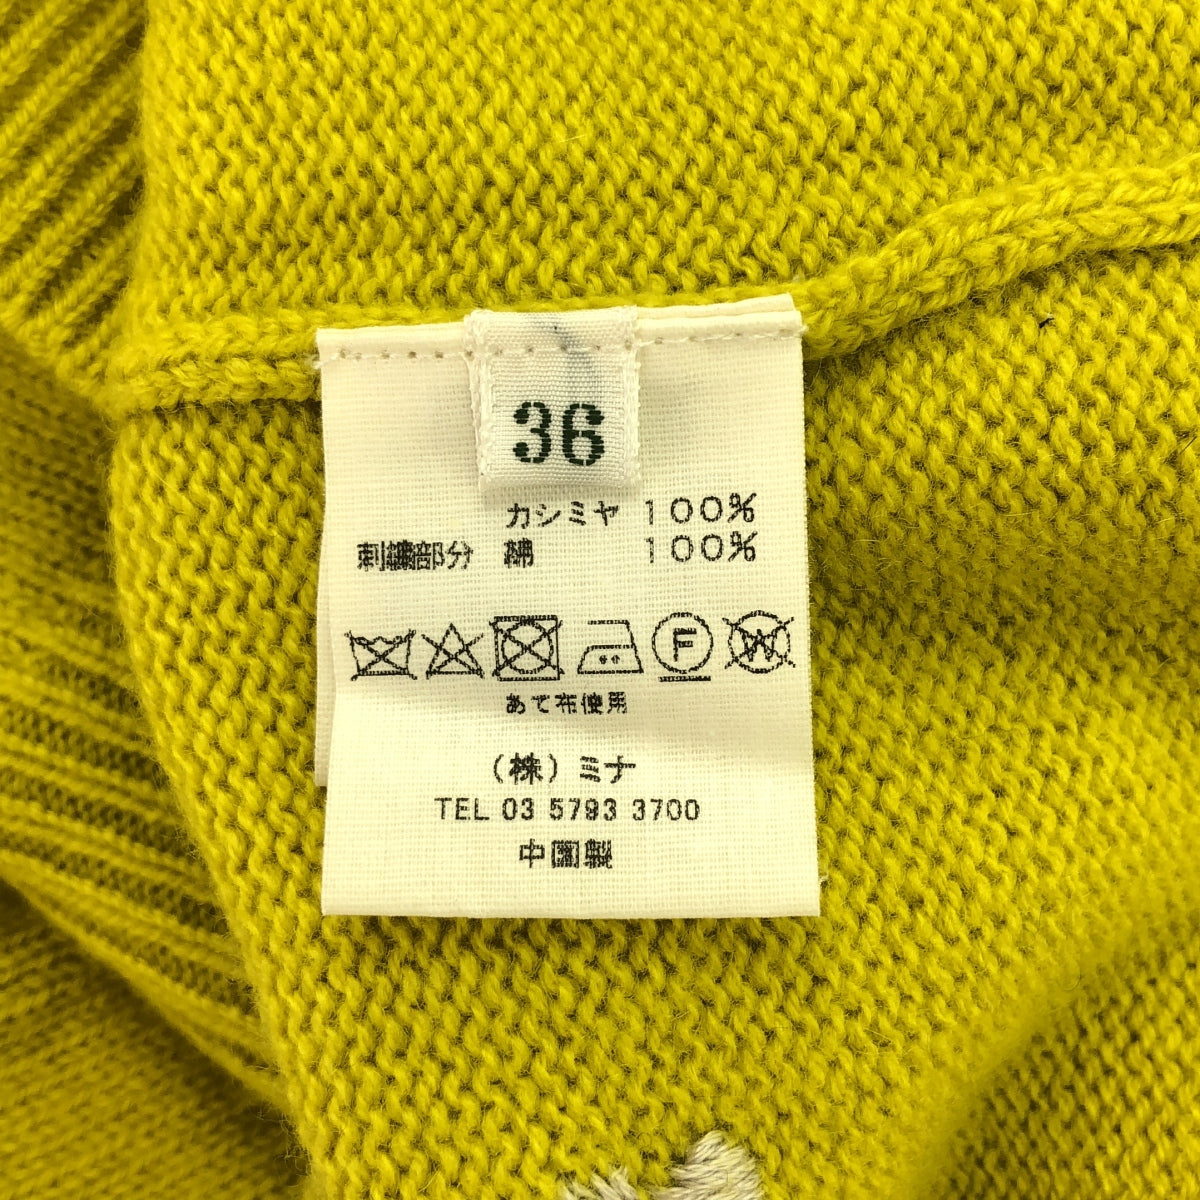 36
カシミヤ 100%
刺繍部分 綿 100%
F W
あて布使用
(株)ミナ
TEL 03 5793 3700
中国製